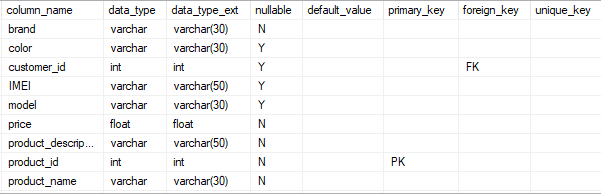 column_name data_type data_type_ext nullable default_value primary_key foreign_key unique_key
brand varchar varchar(30) N
color varchar varchar(30) Y
customer_id int int Y FK
IMEI varchar varchar(50) Y
model varchar varchar(30) Y
price float float N
product_descrip... varchar varchar(50) N
product_id int int N PK
product_name varchar varchar(30) N